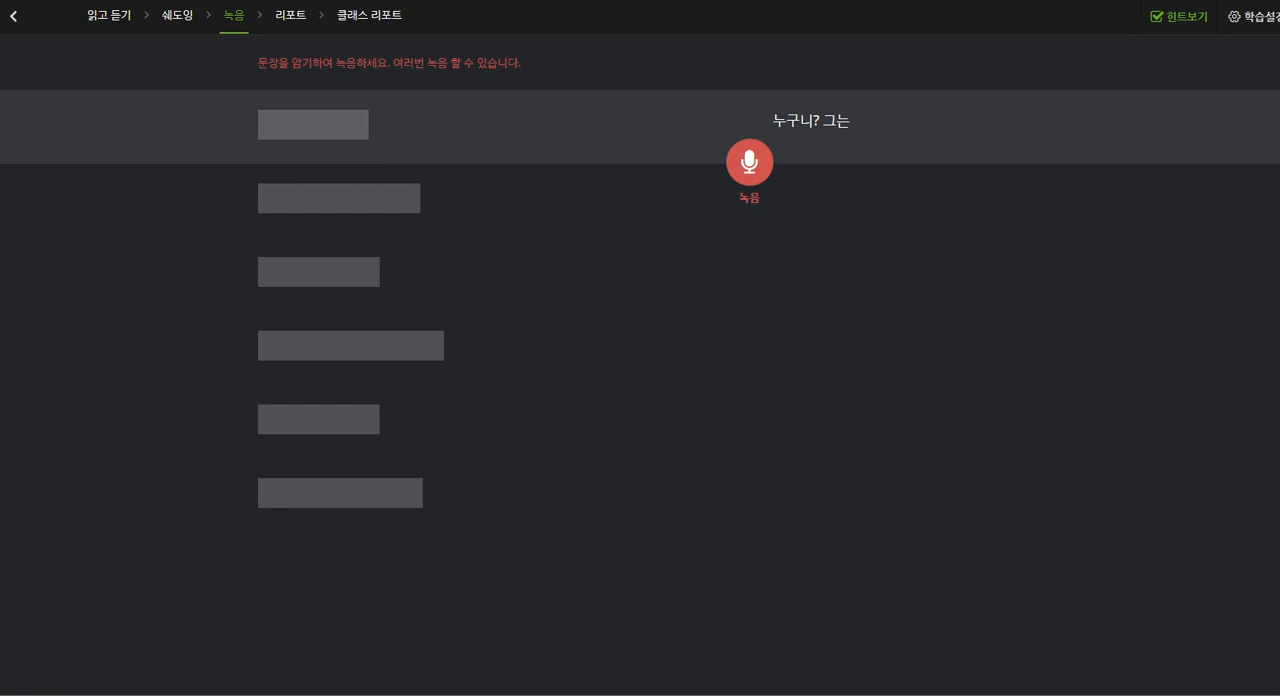 읽고 듣기 > 쉐도잉 > 녹음 > 리포트 > 클래스 리포트
힌트보기
학습설정
문장을 암기하여 녹음하세요. 여러번 녹음 할 수 있습니다.
누구니? 그는
녹음